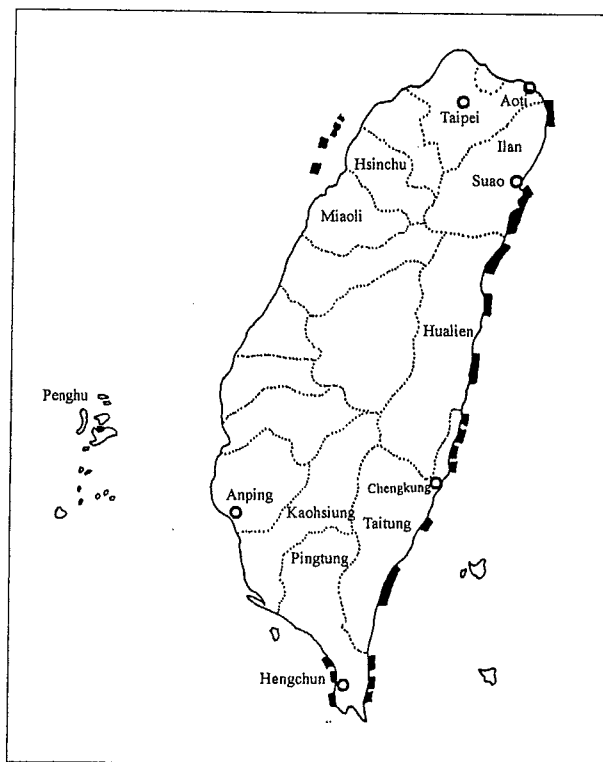 Aoti
Taipei
Ilan
Hsinchu
Suao
Miaoli
Hualien
Penghu
Chengkung
Anping
Kaohsiung
Taitung
Pingtung
Hengchun